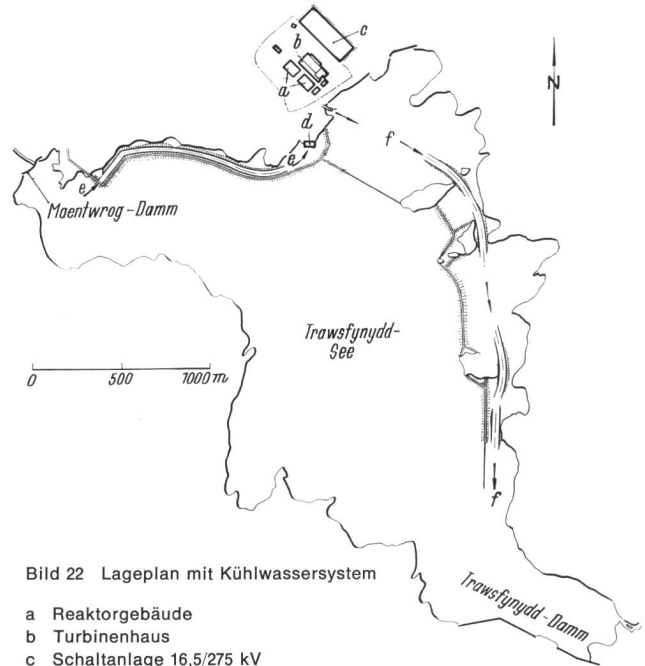 c
b
a
d
N
f
e
e
Maentwrog-Damm
Trawsfynydd-
See
0 500 1000 m
f
Bild 22 Lageplan mit Kühlwassersystem
Trawsfynydd-Damm
a Reaktorgebäude
b Turbinenhaus
c Schaltanlage 16,5/275 kV